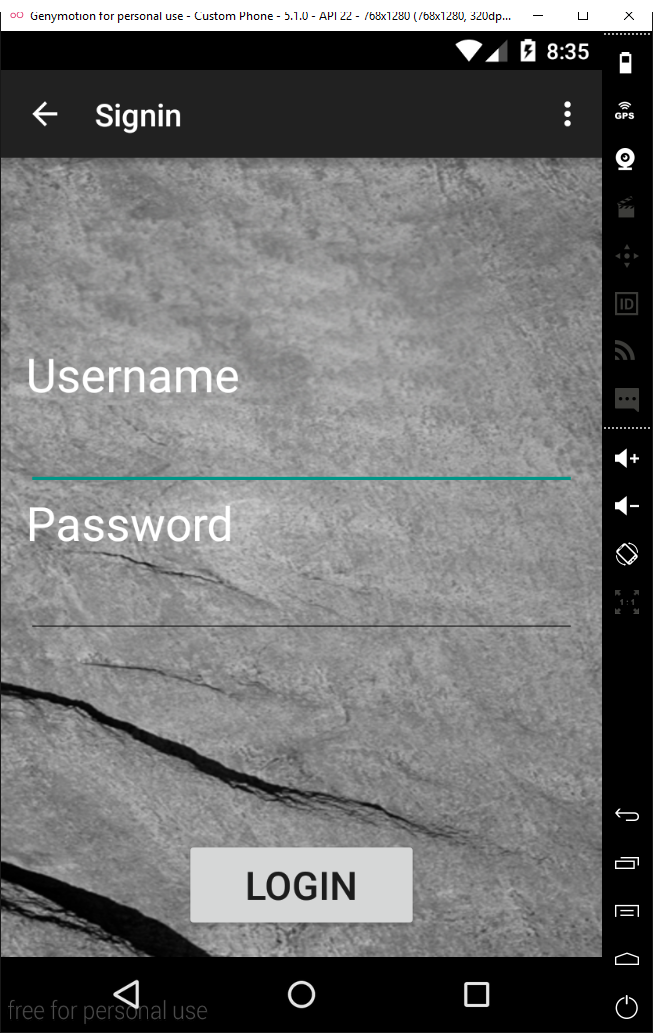 Genymotion for personal use - Custom Phone - 5.1.0 - API 22 - 768x1280 (768x1280, 320dp...
8:35
Signin
GPS
ID
Username
Password
1:1
LOGIN
free for personal use